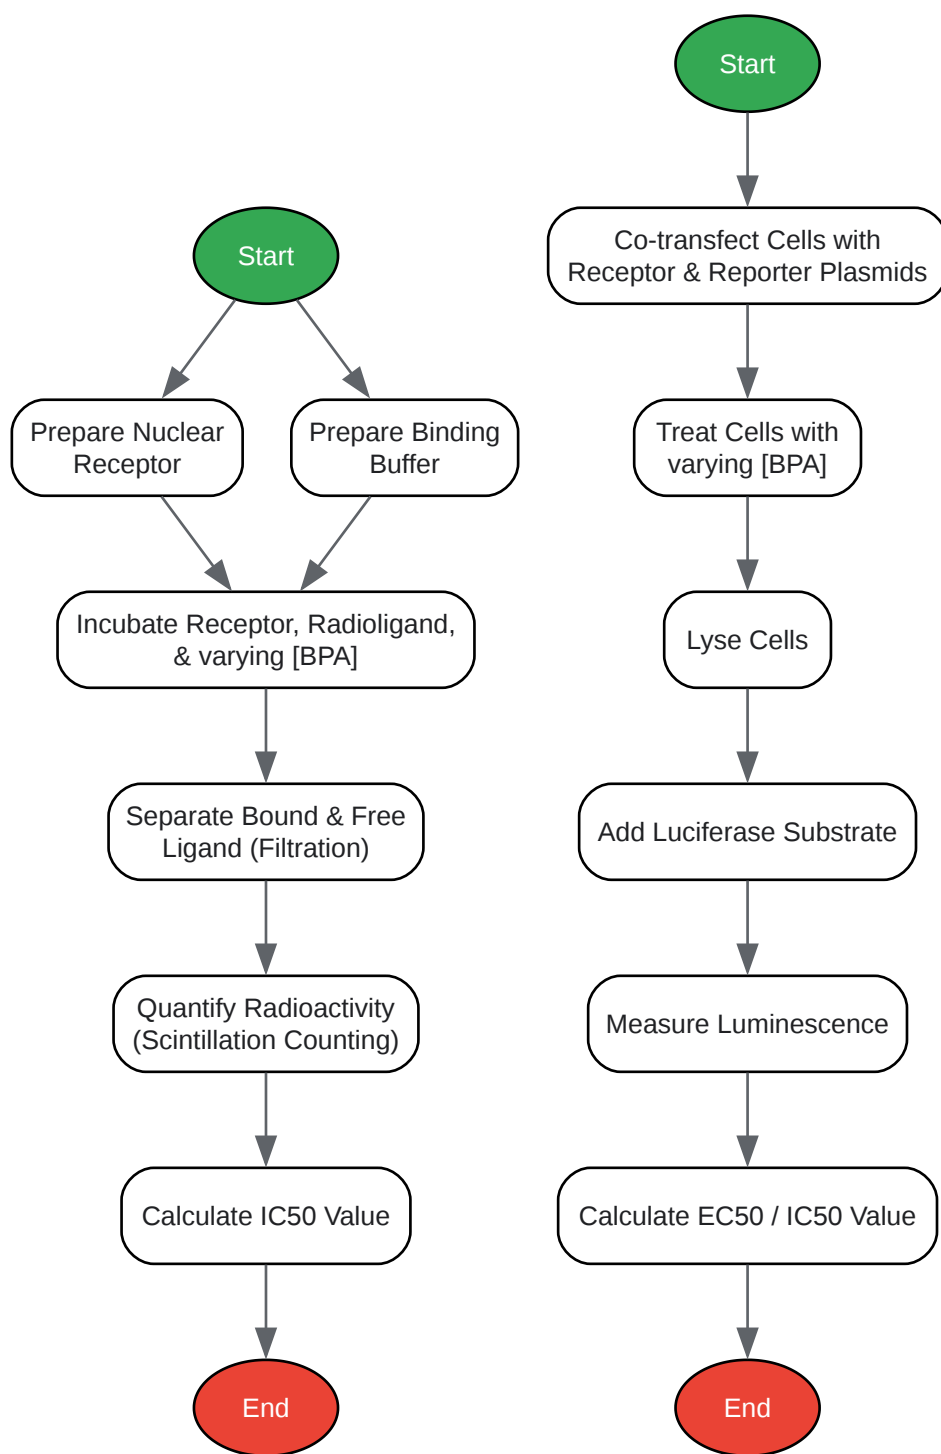 Start
Prepare Nuclear
Receptor
Prepare Binding
Buffer
Incubate Receptor, Radioligand,
& varying [BPA]
Separate Bound & Free
Ligand (Filtration)
Quantify Radioactivity
(Scintillation Counting)
Calculate IC50 Value
End
Start
Co-transfect Cells with
Receptor & Reporter Plasmids
Treat Cells with
varying [BPA]
Lyse Cells
Add Luciferase Substrate
Measure Luminescence
Calculate EC50 / IC50 Value
End